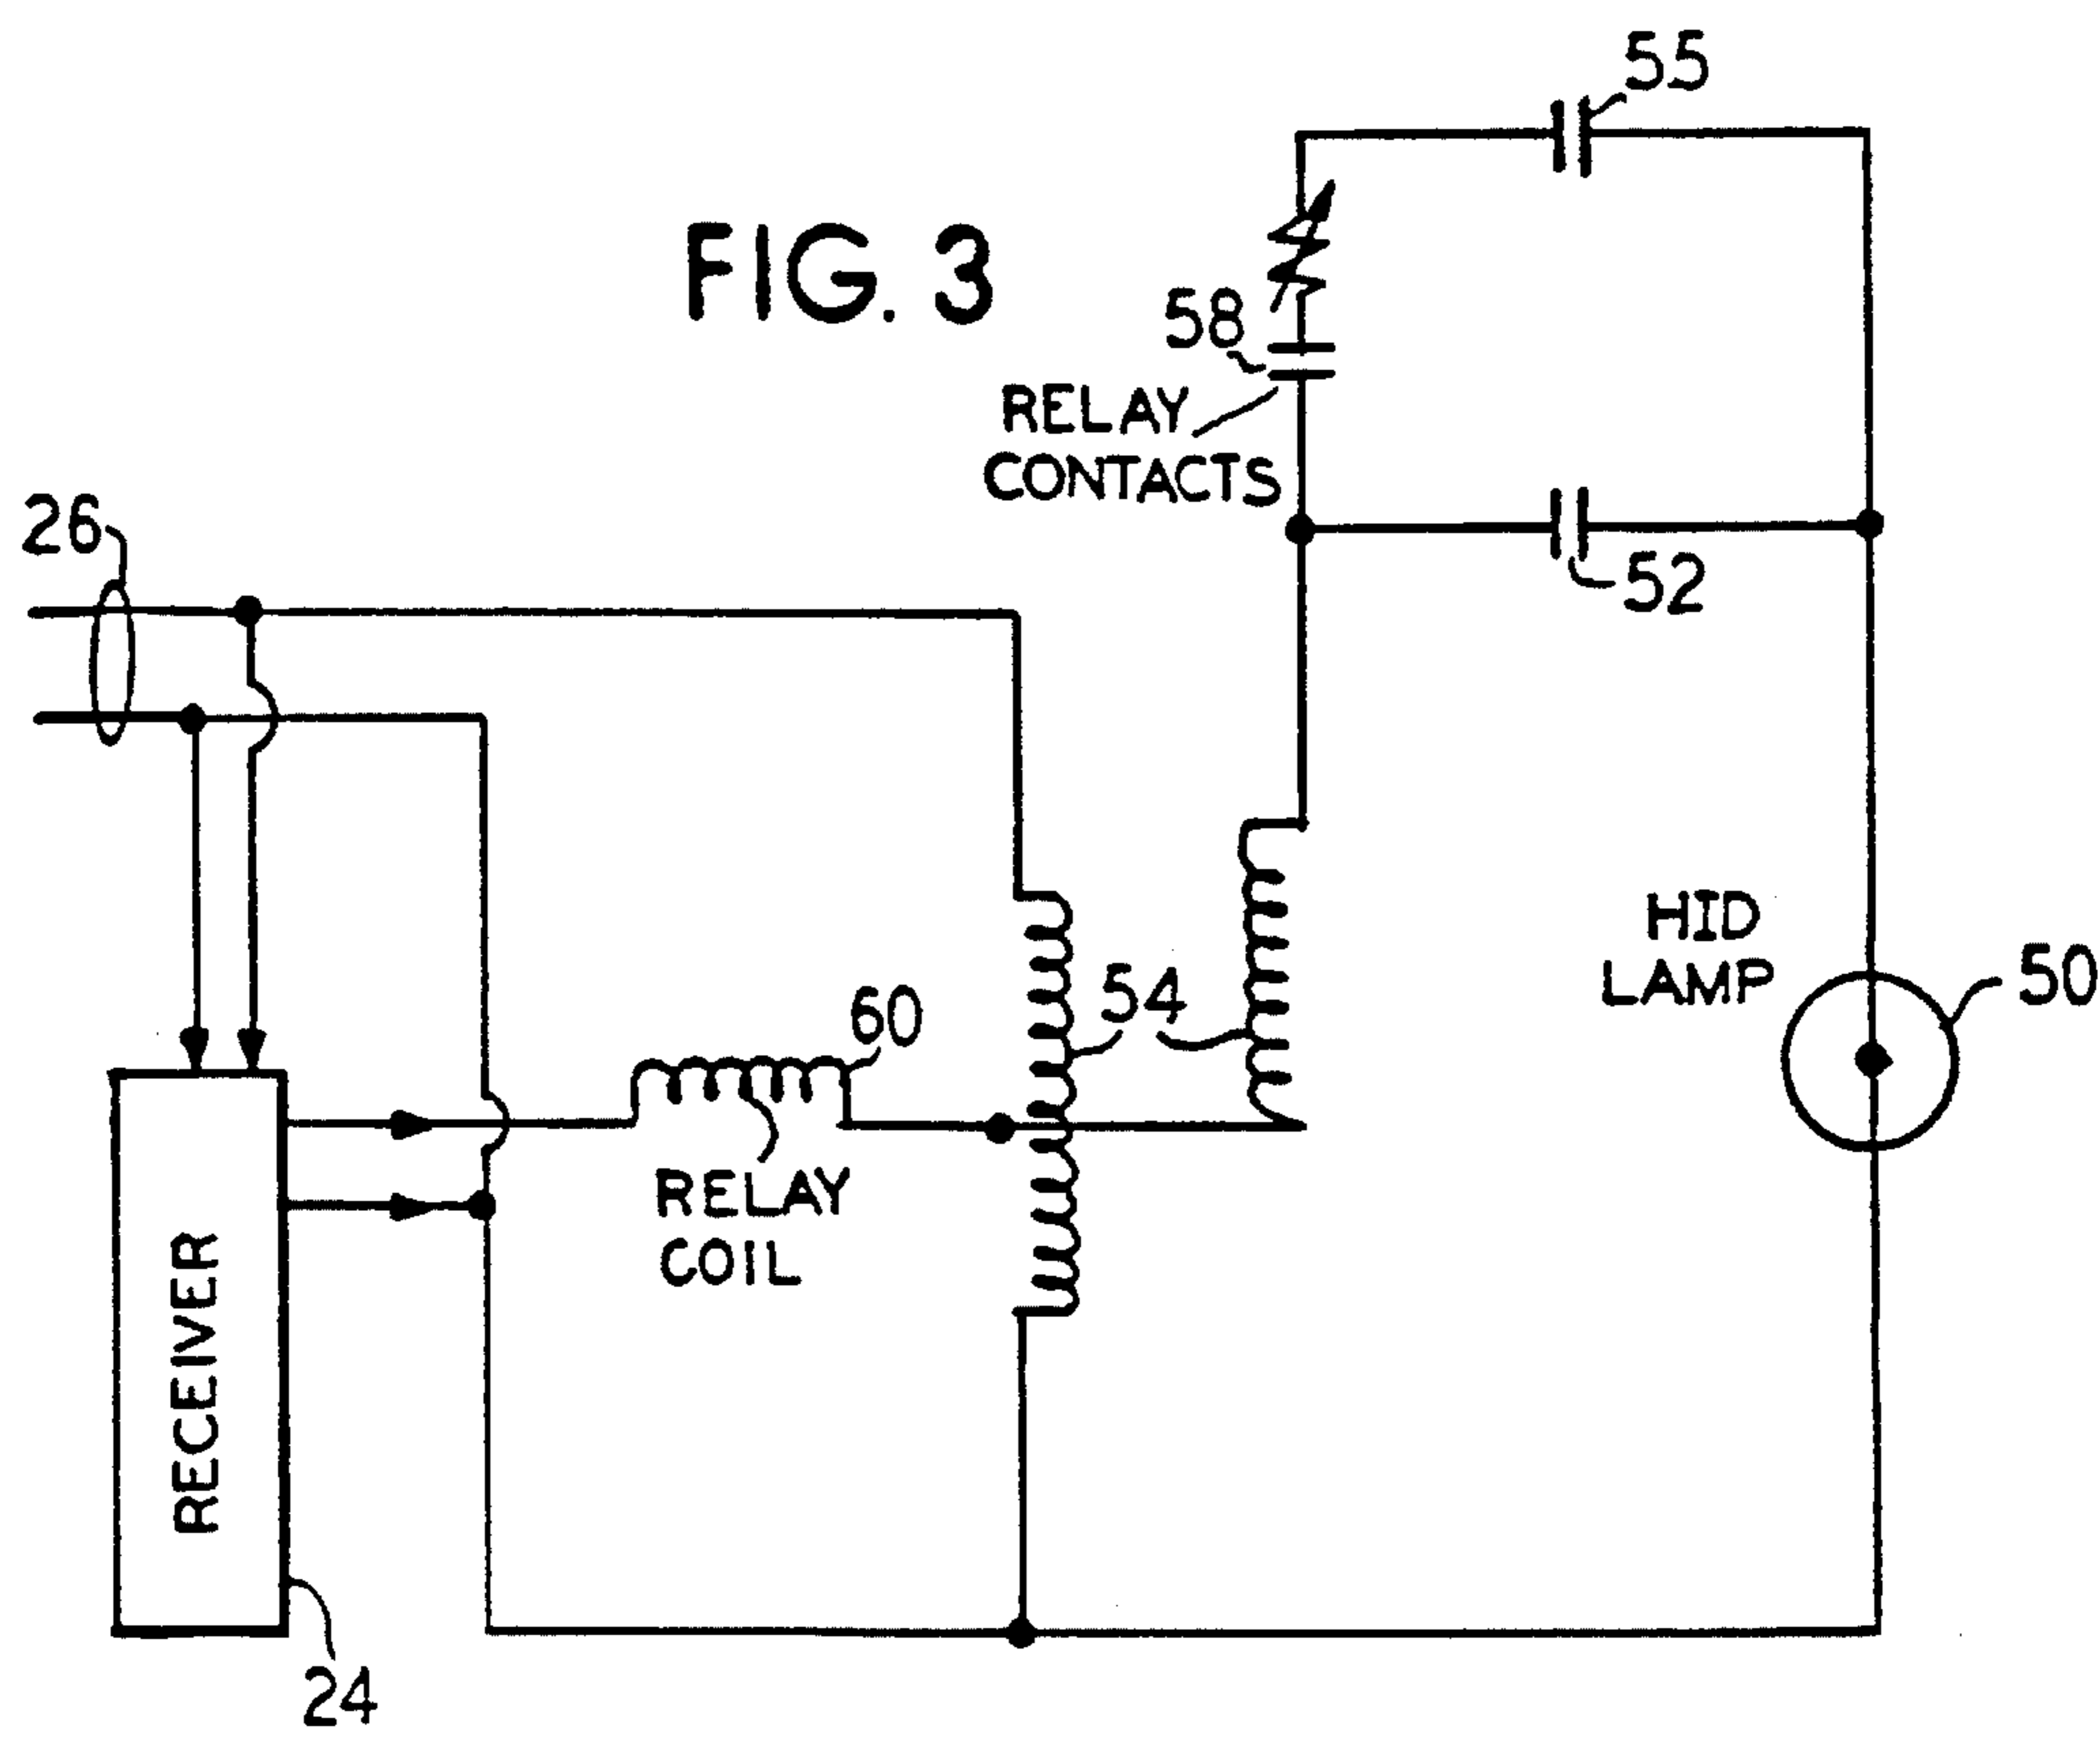 55
FIG. 3
58
RELAY
CONTACTS
26
52
HID
LAMP
50
54
60
RELAY
COIL
RECEIVER
24